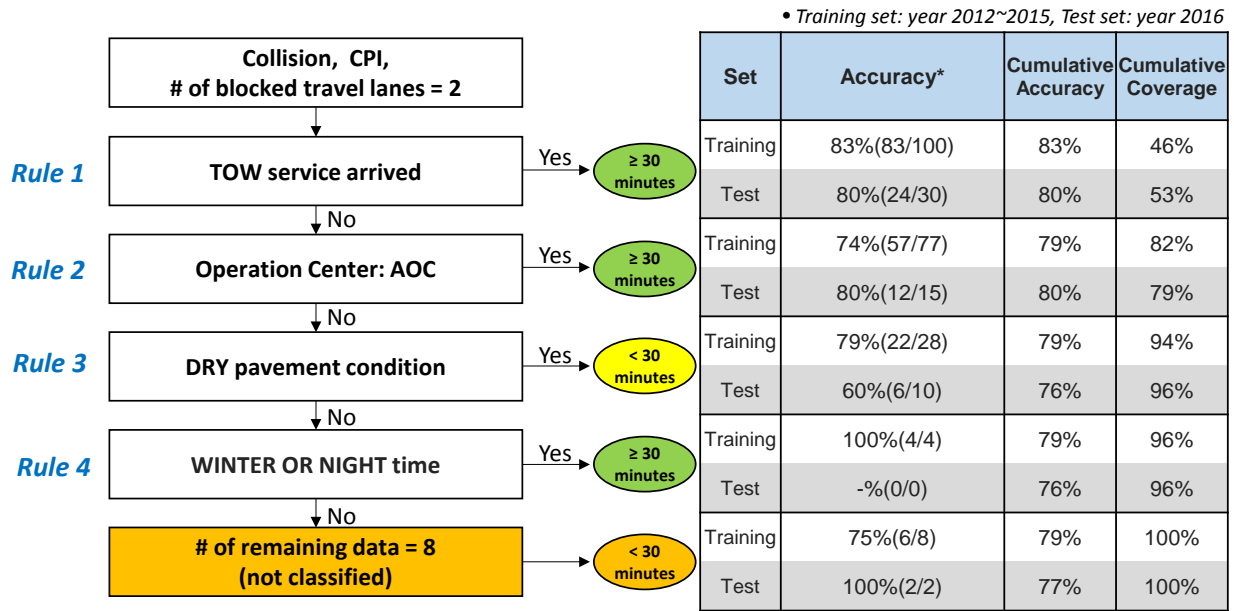 • Training set: year 2012~2015, Test set: year 2016
Collision, CPI,
# of blocked travel lanes = 2
Set Accuracy* Cumulative Accuracy Cumulative Coverage
Rule 1 TOW service arrived Yes ≥ 30 minutes
Training 83%(83/100) 83% 46%
Test 80%(24/30) 80% 53%
No
Rule 2 Operation Center: AOC Yes ≥ 30 minutes
Training 74%(57/77) 79% 82%
Test 80%(12/15) 80% 79%
No
Rule 3 DRY pavement condition Yes < 30 minutes
Training 79%(22/28) 79% 94%
Test 60%(6/10) 76% 96%
No
Rule 4 WINTER OR NIGHT time Yes ≥ 30 minutes
Training 100%(4/4) 79% 96%
Test -%(0/0) 76% 96%
No
# of remaining data = 8
(not classified)
< 30 minutes
Training 75%(6/8) 79% 100%
Test 100%(2/2) 77% 100%